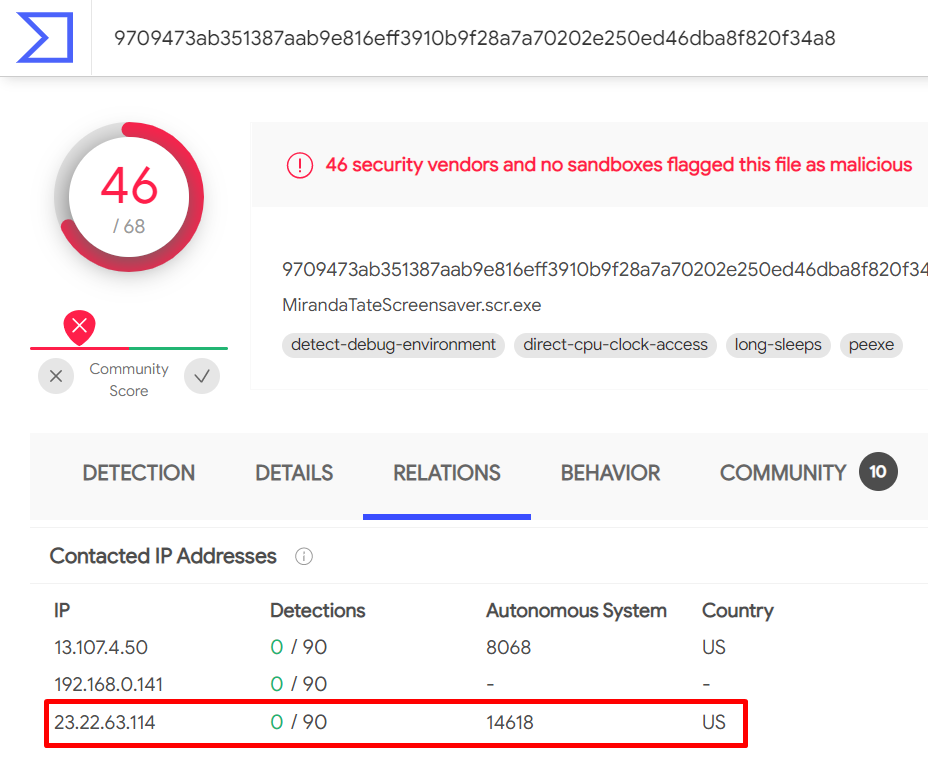 9709473ab351387aab9e816eff3910b9f28a7a70202e250ed46dba8f820f34a8
46
/ 68
46 security vendors and no sandboxes flagged this file as malicious
9709473ab351387aab9e816eff3910b9f28a7a70202e250ed46dba8f820f34
MirandaTateScreensaver.scr.exe
detect-debug-environment direct-cpu-clock-access long-sleeps peexe
Community
Score
DETECTION DETAILS RELATIONS BEHAVIOR COMMUNITY 10
Contacted IP Addresses
IP Detections Autonomous System Country
13.107.4.50 0 / 90 8068 US
192.168.0.141 0 / 90 - -
23.22.63.114 0 / 90 14618 US